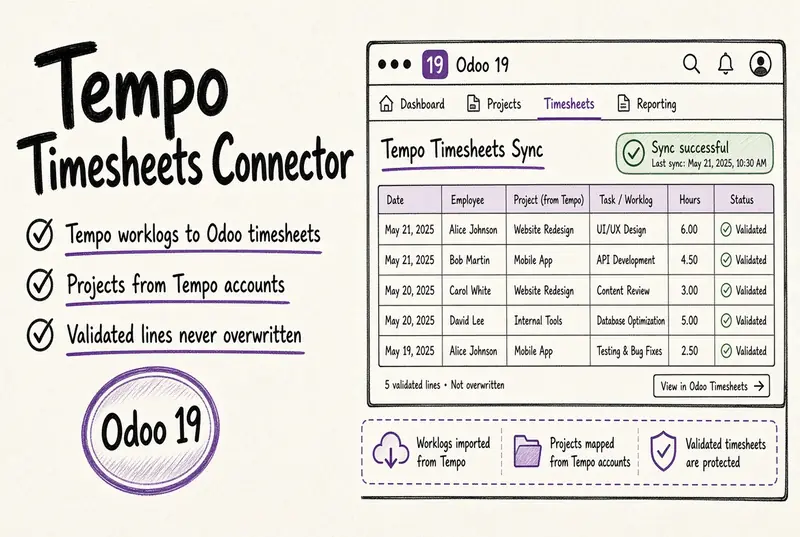 Tempo
Timesheets Connector
Tempo worklogs to Odoo timesheets
Projects from Tempo accounts
Validated lines never overwritten
Odoo 19
19 Odoo 19
Dashboard Projects Timesheets Reporting
Tempo Timesheets Sync
Sync successful
Last sync: May 21, 2025, 10:30 AM
Date Employee Project (from Tempo) Task / Worklog Hours Status
May 21, 2025 Alice Johnson Website Redesign UI/UX Design 6.00 Validated
May 21, 2025 Bob Martin Mobile App API Development 4.50 Validated
May 20, 2025 Carol White Website Redesign Content Review 3.00 Validated
May 20, 2025 David Lee Internal Tools Database Optimization 5.00 Validated
May 19, 2025 Alice Johnson Mobile App Testing & Bug Fixes 2.50 Validated
5 validated lines • Not overwritten
View in Odoo Timesheets →
Worklogs imported
from Tempo
Projects mapped
from Tempo accounts
Validated timesheets
are protected